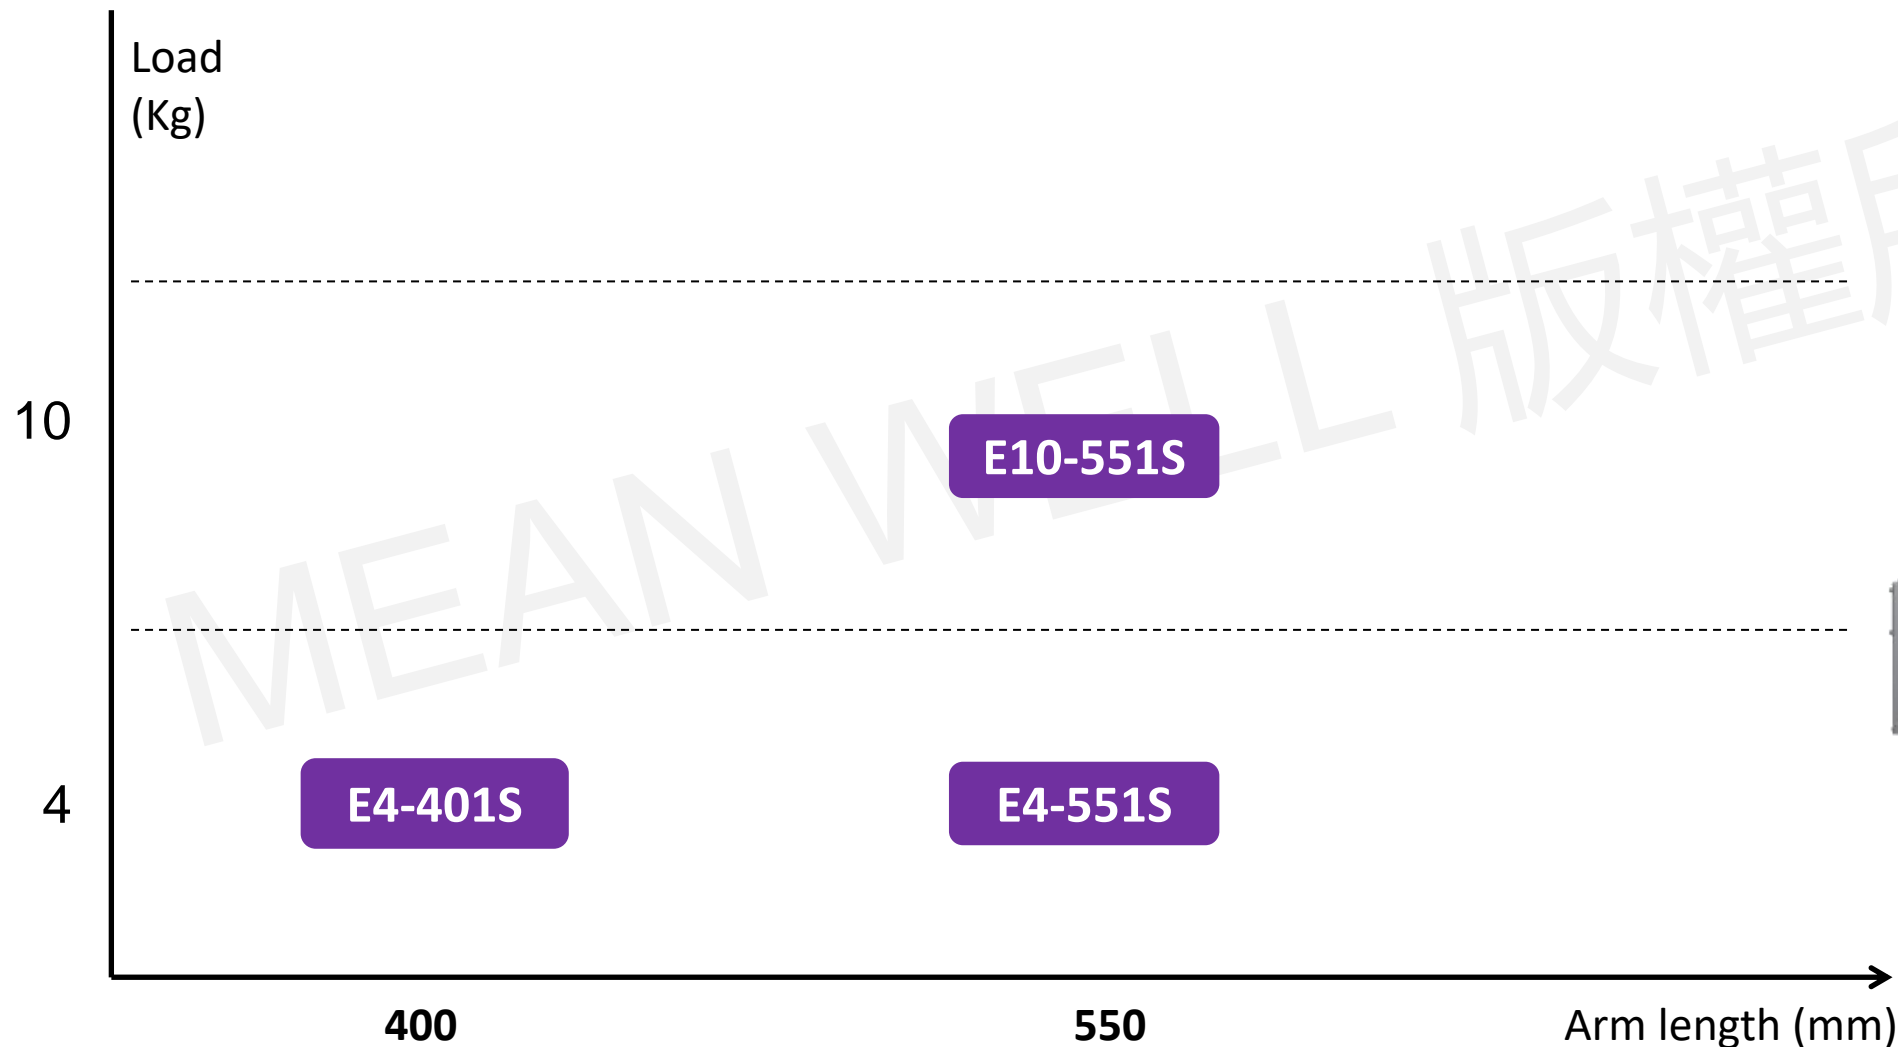 Load
(Kg)
10
E10-551S
4
E4-401S
E4-551S
400
550
Arm length (mm)
MEAN WELL 版權